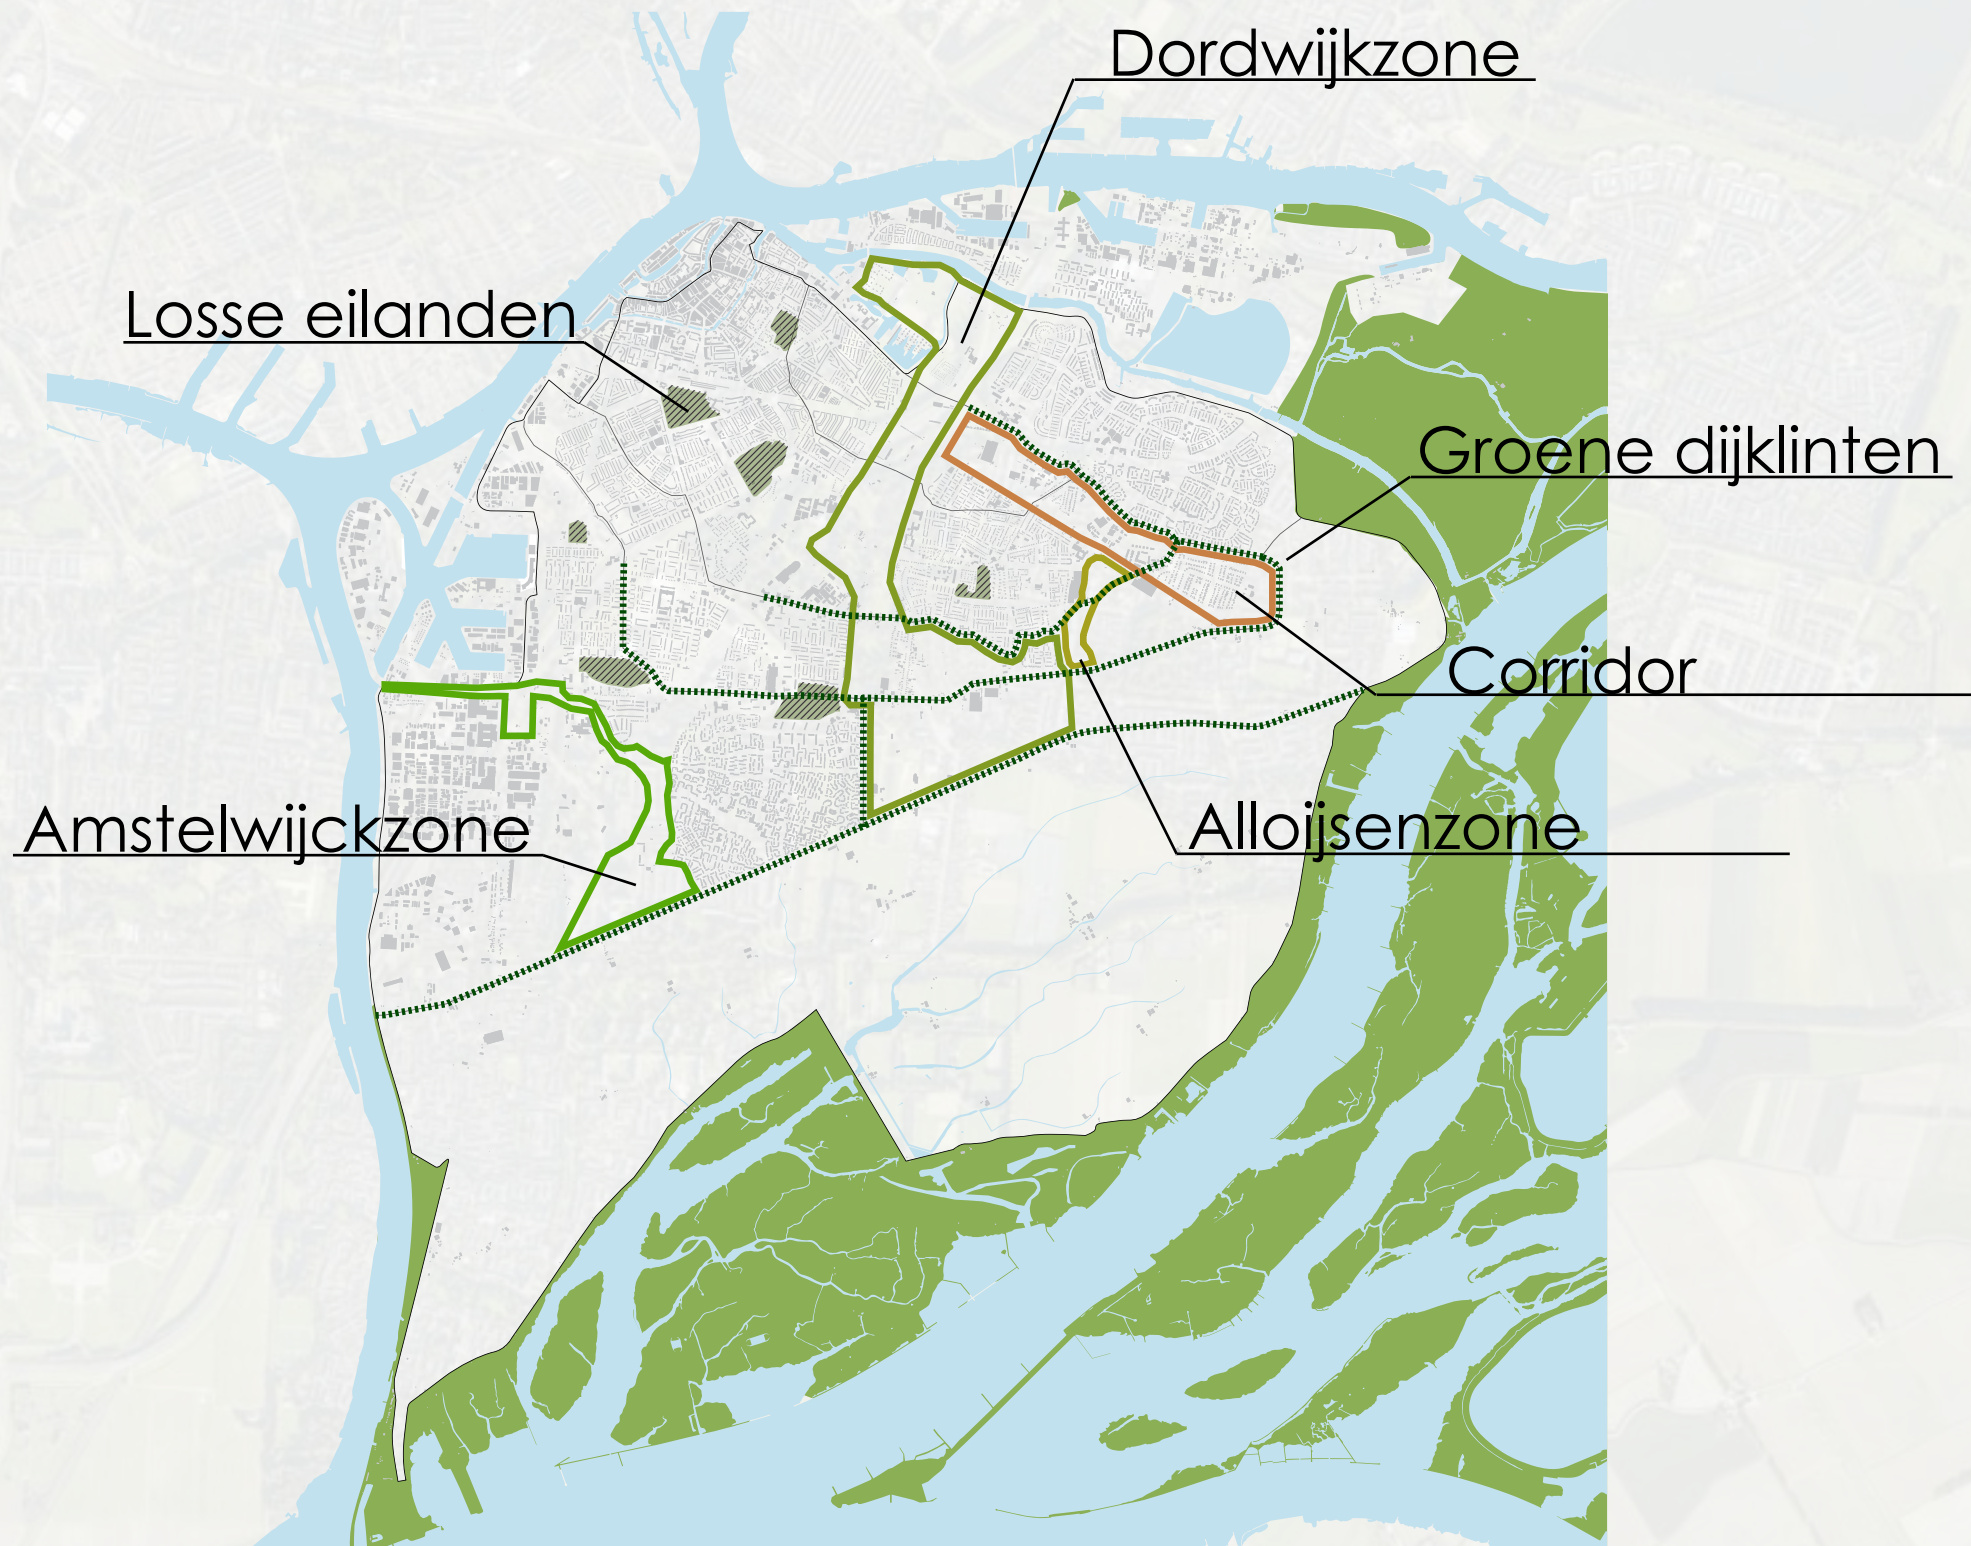 Dordwijkzone
Losse eilanden
Groene dijklinten
Corridor
Amstelwijckzone
Alloijsenzone